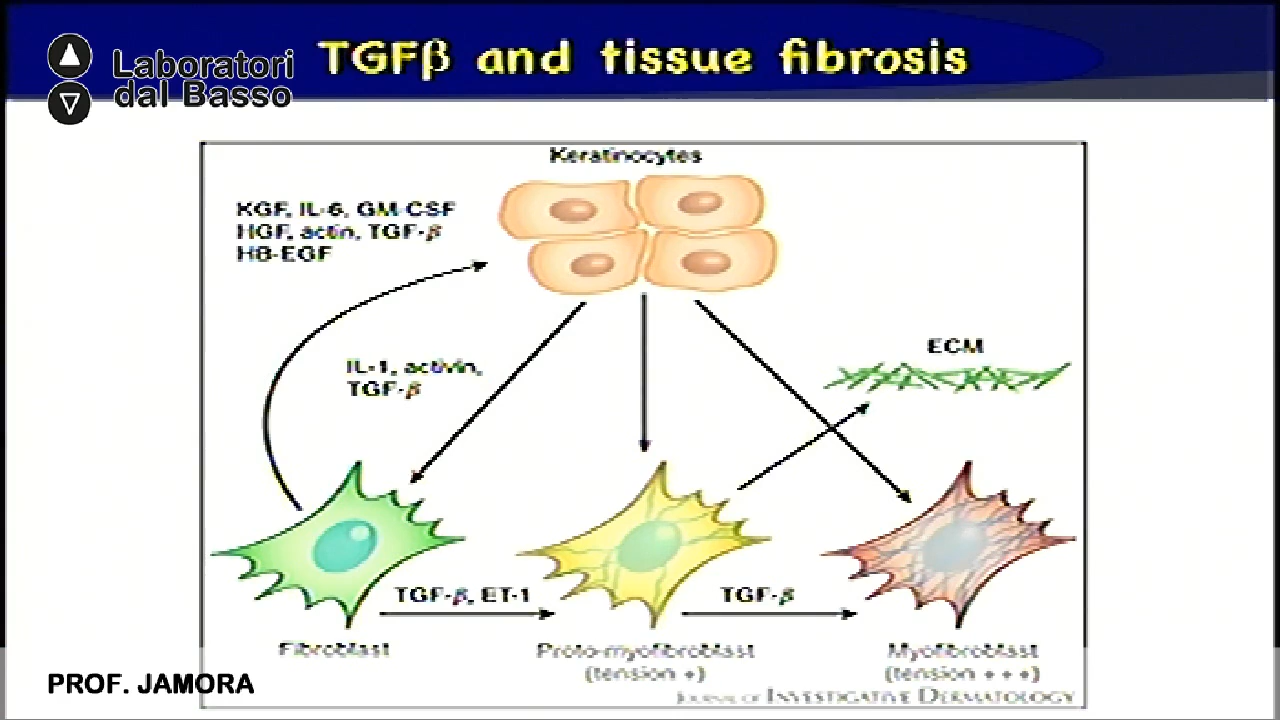 TGFβ and tissue fibrosis
Laboratori
dal Basso
Keratinocytes
KGF, IL-6, GM-CSF
HGF, actin, TGF-β
HB-EGF
IL-1, activin,
TGF-β
ECM
TGF-β, ET-1
TGF-β
Fibroblast
Proto-myofibroblast
(tension +)
Myofibroblast
(tension +++)
JOURNAL OF INVESTIGATIVE DERMATOLOGY
PROF. JAMORA